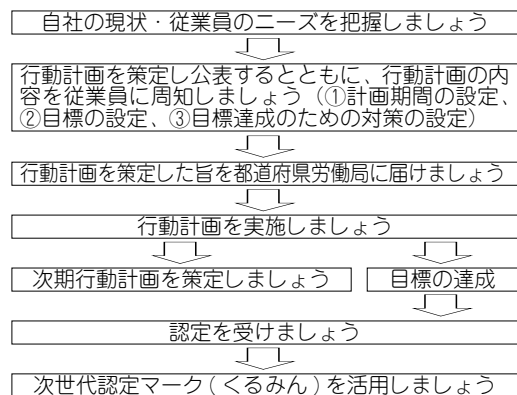 自社の現状・従業員のニーズを把握しましょう
行動計画を策定し公表するとともに、行動計画の内
容を従業員に周知しましょう（①計画期間の設定、
②目標の設定、③目標達成のための対策の設定）
行動計画を策定した旨を都道府県労働局に届けましょう
行動計画を実施しましょう
次期行動計画を策定しましょう
目標の達成
認定を受けましょう
次世代認定マーク(くるみん)を活用しましょう